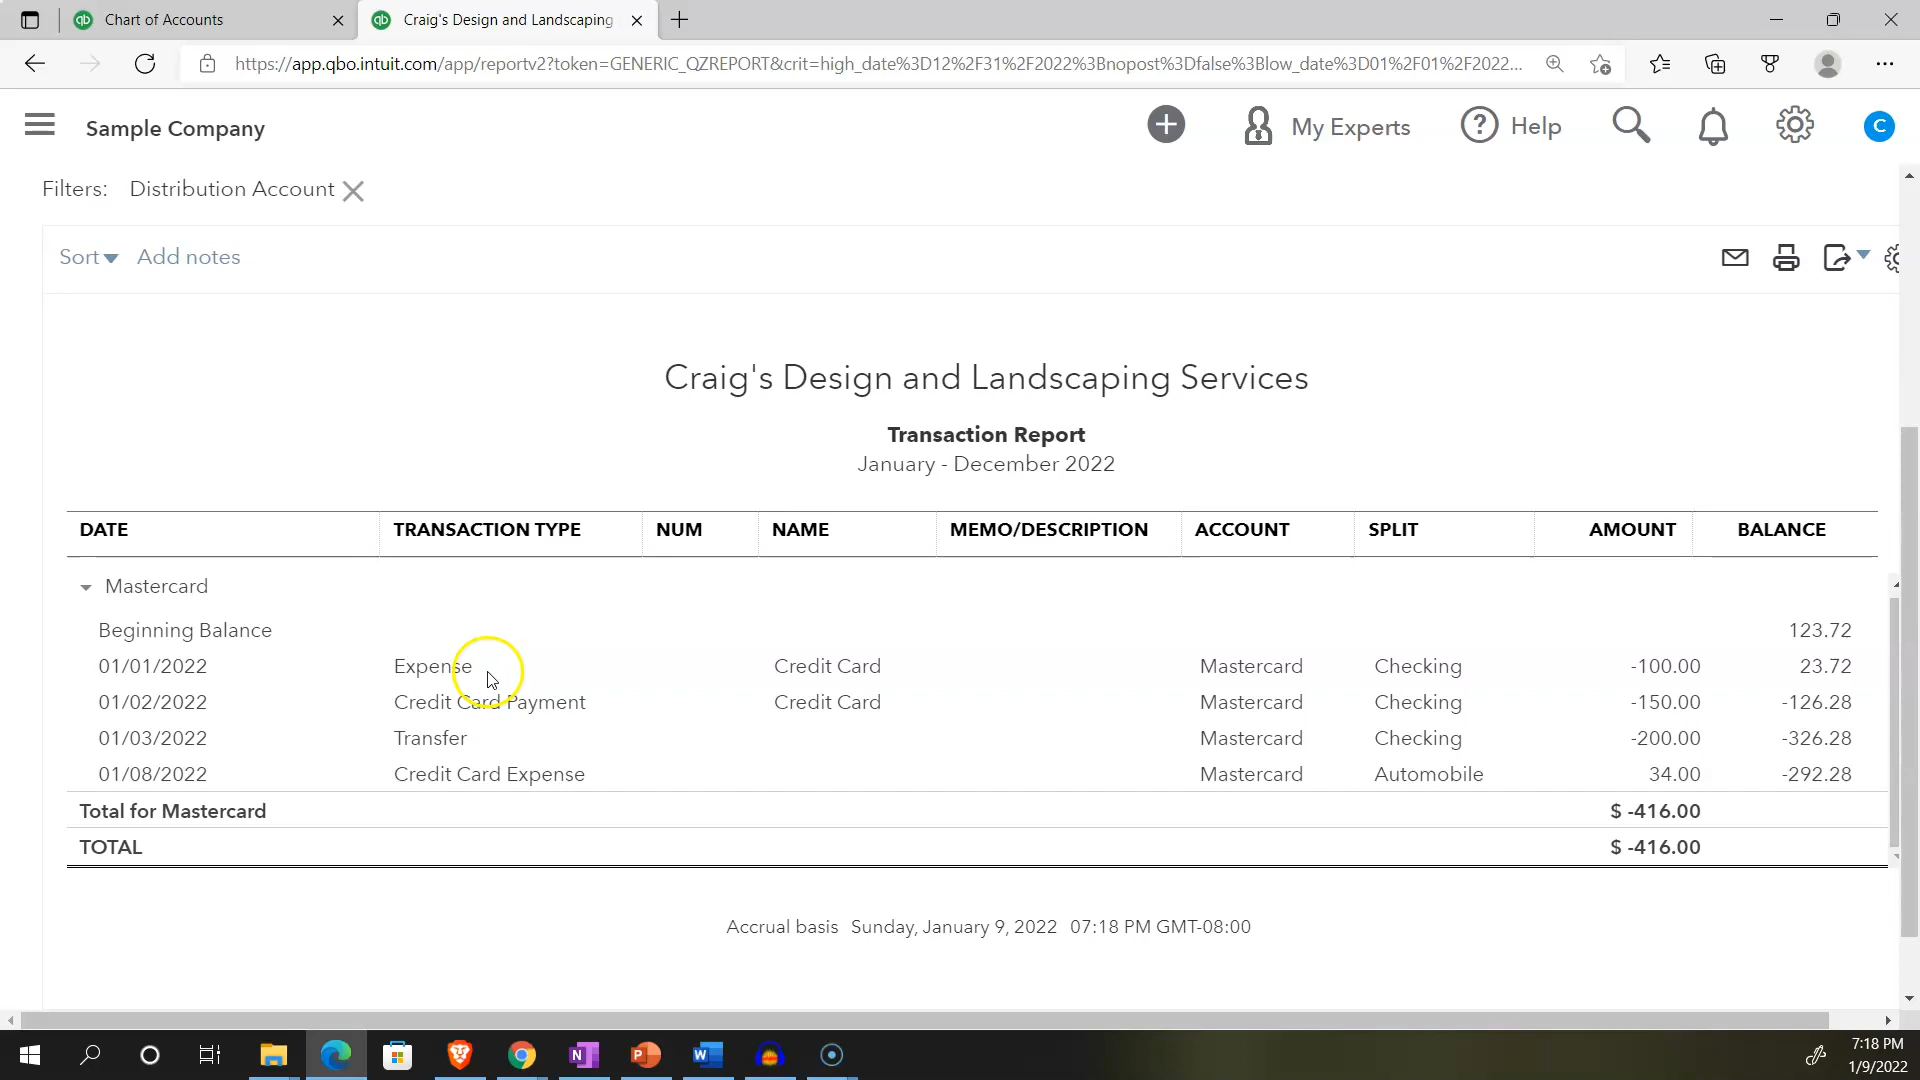 Chart of Accounts
Craig's Design and Landscaping
https://app.qbo.intuit.com/app/reportv2?token=GENERIC_QZREPORT&crit=high_date%3D12%2F31%2F2022%3Bnopost%3Dfalse%3Blow_date%3D01%2F01%2F2022...
Sample Company
My Experts
Help
C
Filters: Distribution Account
Sort Add notes
Craig's Design and Landscaping Services
Transaction Report
January - December 2022
DATE TRANSACTION TYPE NUM NAME MEMO/DESCRIPTION ACCOUNT SPLIT AMOUNT BALANCE
Mastercard
Beginning Balance 123.72
01/01/2022 Expense Credit Card Mastercard Checking -100.00 23.72
01/02/2022 Credit Card Payment Credit Card Mastercard Checking -150.00 -126.28
01/03/2022 Transfer Mastercard Checking -200.00 -326.28
01/08/2022 Credit Card Expense Mastercard Automobile 34.00 -292.28
Total for Mastercard $ -416.00
TOTAL $ -416.00
Accrual basis Sunday, January 9, 2022 07:18 PM GMT-08:00
7:18 PM
1/9/2022